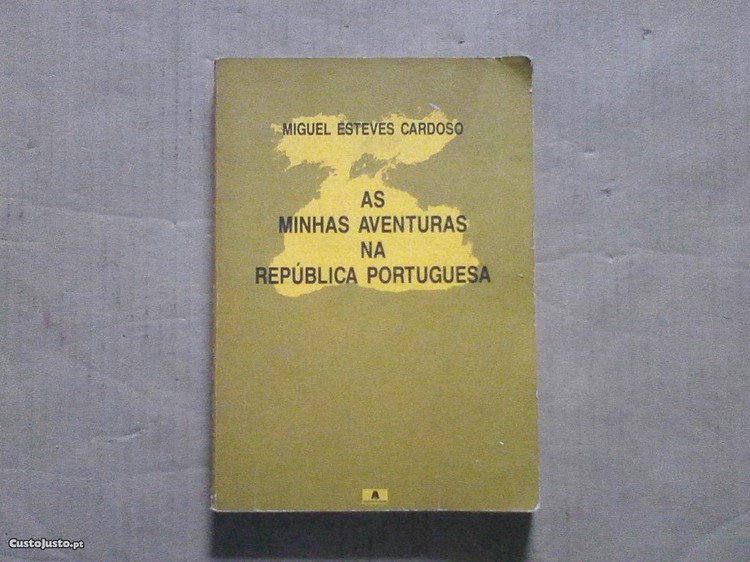 MIGUEL ESTEVES CARDOSO
AS
MINHAS AVENTURAS
NA
REPÚBLICA PORTUGUESA
CustoJusto.pt